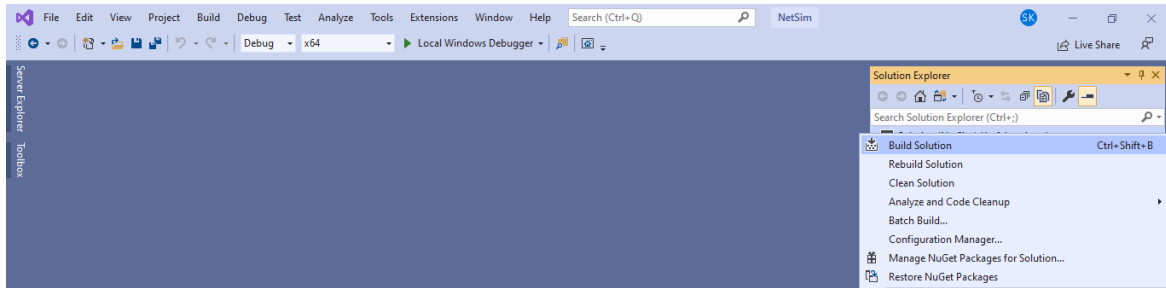 File Edit View Project Build Debug Test Analyze Tools Extensions Window Help Search (Ctrl+Q) NetSim SK
Debug x64 Local Windows Debugger Live Share
Server Explorer
Toolbox
Solution Explorer
Search Solution Explorer (Ctrl+;)
Build Solution Ctrl+Shift+B
Rebuild Solution
Clean Solution
Analyze and Code Cleanup
Batch Build...
Configuration Manager...
Manage NuGet Packages for Solution...
Restore NuGet Packages